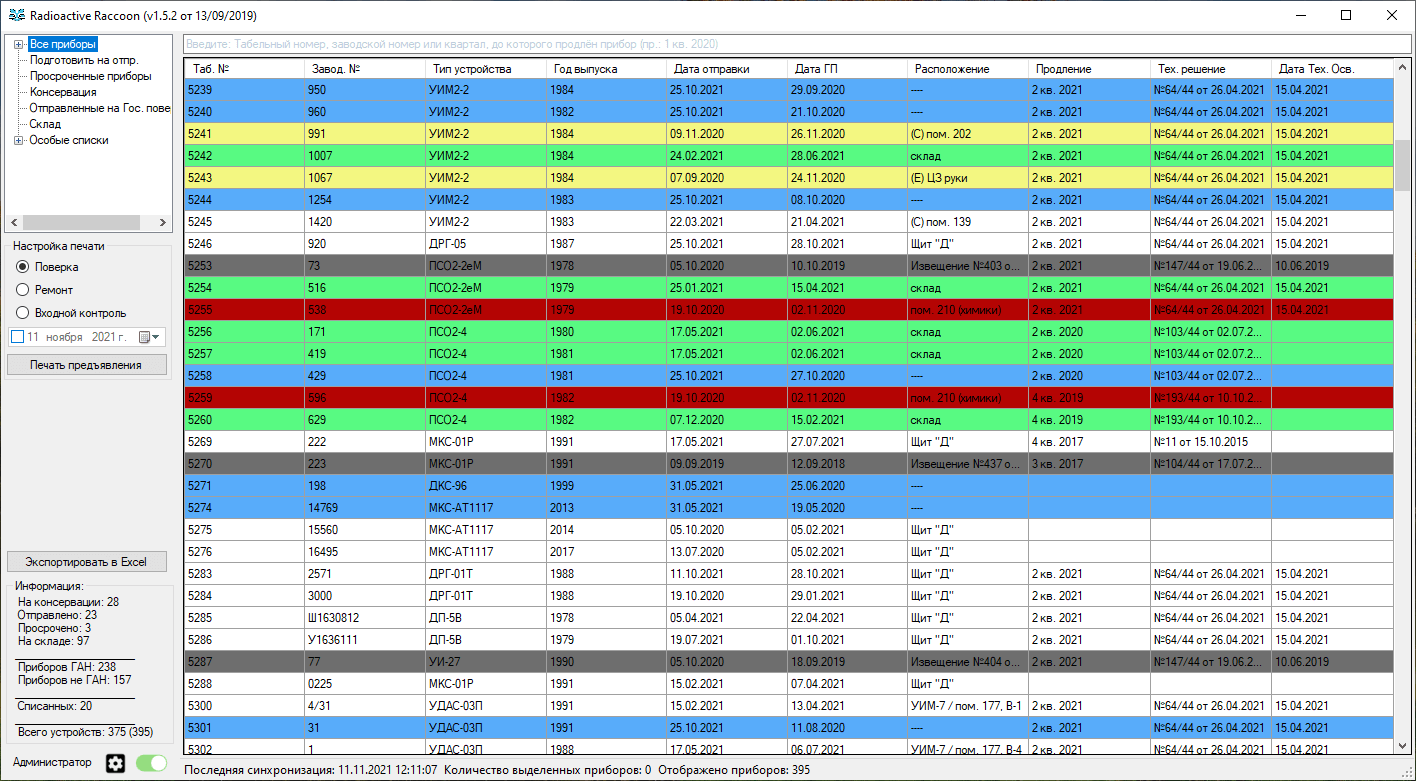 Radioactive Raccoon (v1.5.2 от 13/09/2019)
Все приборы
Подготовить на отпр.
Просроченные приборы
Консервация
Отправленные на Гос. пове
Склад
Особые списки
Настройка печати
Поверка
Ремонт
Входной контроль
11 ноября 2021 г.
Печать предъявления
Экспортировать в Excel
Информация:
На консервации: 28
Отправлено: 23
Просрочено: 3
На складе: 97
Приборов ГАН: 238
Приборов не ГАН: 157
Списанных: 20
Всего устройств: 375 (395)
Администратор
Введите: Табельный номер, заводской номер или квартал, до которого продлён прибор (пр.: 1 кв. 2020)
Таб. № Завод. № Тип устройства Год выпуска Дата отправки Дата ГП Расположение Продление Тех. решение Дата Тех. Осв.
5239 950 УИМ2-2 1984 25.10.2021 29.09.2020 ---- 2 кв. 2021 №64/44 от 26.04.2021 15.04.2021
5240 960 УИМ2-2 1982 25.10.2021 21.10.2020 ---- 2 кв. 2021 №64/44 от 26.04.2021 15.04.2021
5241 991 УИМ2-2 1984 09.11.2020 26.11.2020 (С) пом. 202 2 кв. 2021 №64/44 от 26.04.2021 15.04.2021
5242 1007 УИМ2-2 1984 24.02.2021 28.06.2021 склад 2 кв. 2021 №64/44 от 26.04.2021 15.04.2021
5243 1067 УИМ2-2 1984 07.09.2020 24.11.2020 (Е) ЦЗ руки 2 кв. 2021 №64/44 от 26.04.2021 15.04.2021
5244 1254 УИМ2-2 1983 25.10.2021 08.10.2020 ---- 2 кв. 2021 №64/44 от 26.04.2021 15.04.2021
5245 1420 УИМ2-2 1983 22.03.2021 21.04.2021 (С) пом. 139 2 кв. 2021 №64/44 от 26.04.2021 15.04.2021
5246 920 ДРГ-05 1987 25.10.2021 28.10.2021 Щит "Д" 2 кв. 2021 №64/44 от 26.04.2021 15.04.2021
5253 73 ПСО2-2еМ 1978 05.10.2020 10.10.2019 Извещение №403 о... 2 кв. 2021 №147/44 от 19.06.2... 10.06.2019
5254 516 ПСО2-2еМ 1979 25.01.2021 15.04.2021 склад 2 кв. 2021 №64/44 от 26.04.2021 15.04.2021
5255 538 ПСО2-2еМ 1979 19.10.2020 02.11.2020 пом. 210 (химики) 2 кв. 2021 №64/44 от 26.04.2021 15.04.2021
5256 171 ПСО2-4 1980 17.05.2021 02.06.2021 склад 2 кв. 2020 №103/44 от 02.07.2...
5257 419 ПСО2-4 1981 17.05.2021 02.06.2021 склад 2 кв. 2020 №103/44 от 02.07.2...
5258 429 ПСО2-4 1981 25.10.2021 27.10.2020 ---- 2 кв. 2020 №103/44 от 02.07.2...
5259 596 ПСО2-4 1982 19.10.2020 02.11.2020 пом. 210 (химики) 4 кв. 2019 №193/44 от 10.10.2...
5260 629 ПСО2-4 1982 07.12.2020 15.02.2021 склад 4 кв. 2019 №193/44 от 10.10.2...
5269 222 МКС-01Р 1991 17.05.2021 27.07.2021 Щит "Д" 4 кв. 2017 №11 от 15.10.2015
5270 223 МКС-01Р 1991 09.09.2019 12.09.2018 Извещение №437 о... 3 кв. 2017 №104/44 от 17.07.2...
5271 198 ДКС-96 1999 31.05.2021 25.06.2020 ----
5274 14769 МКС-АТ1117 2013 31.05.2021 19.05.2020 ----
5275 15560 МКС-АТ1117 2014 05.10.2020 05.02.2021 Щит "Д"
5276 16495 МКС-АТ1117 2017 13.07.2020 05.02.2021 Щит "Д"
5283 2571 ДРГ-01Т 1988 11.10.2021 28.10.2021 Щит "Д" 2 кв. 2021 №64/44 от 26.04.2021 15.04.2021
5284 3000 ДРГ-01Т 1988 19.10.2020 29.01.2021 Щит "Д" 2 кв. 2021 №64/44 от 26.04.2021 15.04.2021
5285 Ш1630812 ДП-5В 1978 05.04.2021 22.04.2021 Щит "Д" 2 кв. 2021 №64/44 от 26.04.2021 15.04.2021
5286 У1636111 ДП-5В 1979 19.07.2021 01.10.2021 Щит "Д" 2 кв. 2021 №64/44 от 26.04.2021 15.04.2021
5287 77 УИ-27 1990 05.10.2020 18.09.2019 Извещение №404 о... 2 кв. 2021 №147/44 от 19.06.2... 10.06.2019
5288 0225 МКС-01Р 1991 15.02.2021 07.04.2021 Щит "Д"
5300 4/31 УДАС-03П 1991 15.02.2021 13.04.2021 УИМ-7 / пом. 177, В-1 2 кв. 2021 №64/44 от 26.04.2021 15.04.2021
5301 31 УДАС-03П 1991 25.10.2021 11.08.2020 ---- 2 кв. 2021 №64/44 от 26.04.2021 15.04.2021
5302 1 УДАС-03П 1988 17.05.2021 06.07.2021 УИМ-7 / пом. 177, В-4 2 кв. 2021 №64/44 от 26.04.2021 15.04.2021
Последняя синхронизация: 11.11.2021 12:11:07 Количество выделенных приборов: 0 Отображено приборов: 395